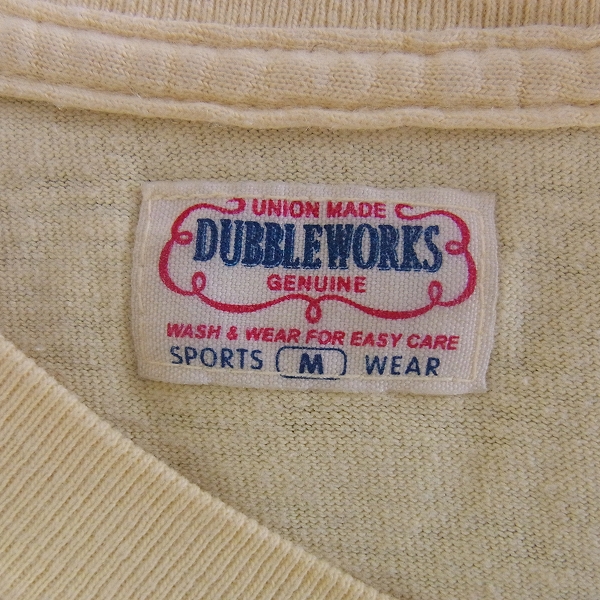 UNION MADE
DUBBLEWORKS
GENUINE
WASH & WEAR FOR EASY CARE
SPORTS M WEAR